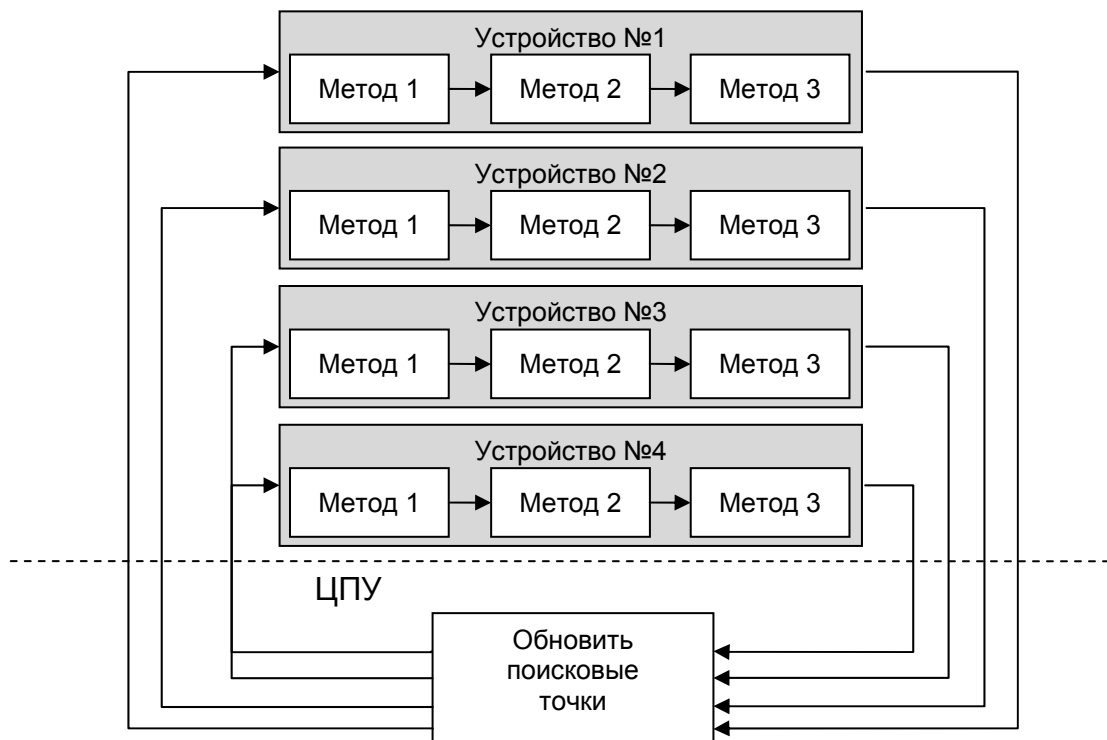 Устройство №1
Метод 1 Метод 2 Метод 3
Устройство №2
Метод 1 Метод 2 Метод 3
Устройство №3
Метод 1 Метод 2 Метод 3
Устройство №4
Метод 1 Метод 2 Метод 3
ЦПУ
Обновить
поисковые
точки